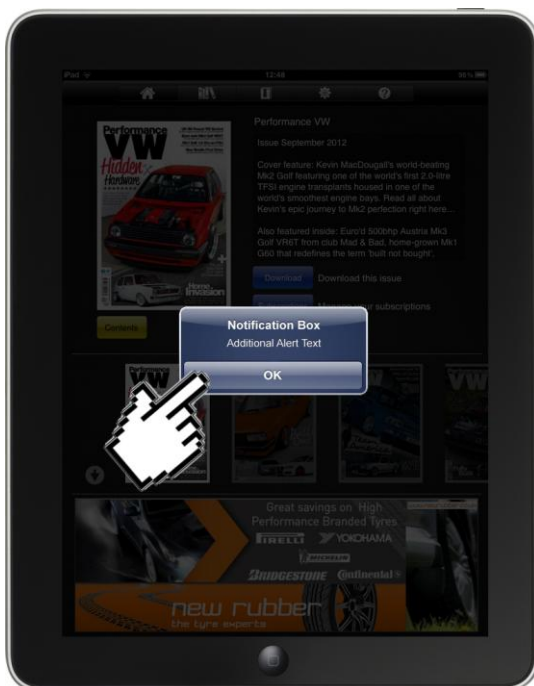 iPad
12:48
Performance VW
Issue September 2012
Cover feature: Kevin MacDougall's world-beating
Mk2 Golf featuring one of the world's first 2.0-litre
TFSI engine transplants housed in one of the
world's smoothest engine bays. Read all about
Kevin's epic journey to Mk2 perfection right here...
Also featured inside: Euro'd 500bhp Austria Mk3
Golf VR6T from club Mad & Bad, home-grown Mk1
G60 that redefines the term 'built not bought'.
Performance
VW
Hidden
Hardware
Home
Invasion
Download
Download this issue
your subscriptions
Contents
Notification Box
Additional Alert Text
OK
VW
Great savings on High
Performance Branded Tyres
PIRELLI
YOKOHAMA
MICHELIN
BRIDGESTONE
Continental
new rubber
the tyre experts